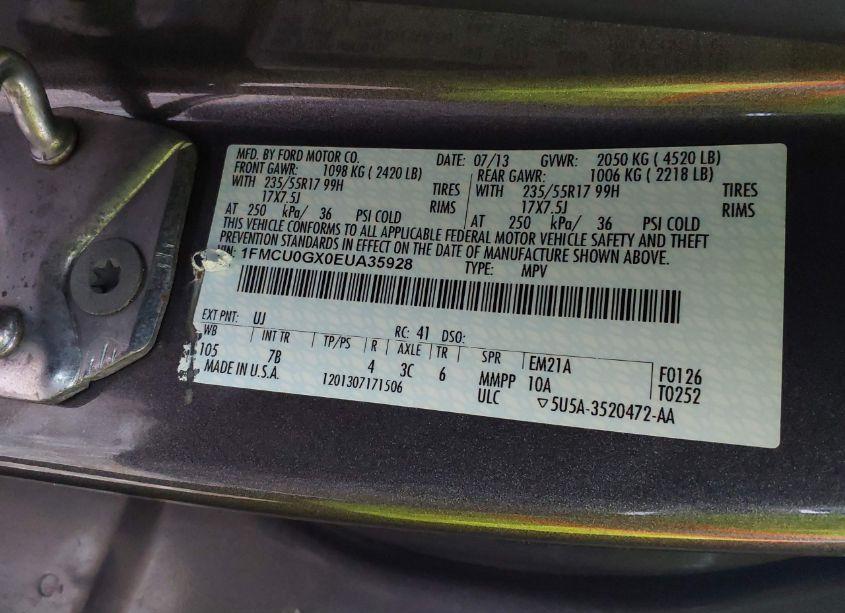 MFD. BY FORD MOTOR CO. DATE: 07/13 GVWR: 2050 KG ( 4520 LB)
FRONT GAWR: 1098 KG ( 2420 LB) REAR GAWR: 1006 KG ( 2218 LB)
WITH 235/55R17 99H TIRES WITH 235/55R17 99H TIRES
17X7.5J RIMS 17X7.5J RIMS
AT 250 kPa/ 36 PSI COLD AT 250 kPa/ 36 PSI COLD
THIS VEHICLE CONFORMS TO ALL APPLICABLE FEDERAL MOTOR VEHICLE SAFETY AND THEFT
PREVENTION STANDARDS IN EFFECT ON THE DATE OF MANUFACTURE SHOWN ABOVE.
VIN: 1FMCU0GX0EUA35928 TYPE: MPV
EXT PNT: UJ RC: 41 DSO:
WB INT TR TP/PS R AXLE TR SPR EM21A F0126
105 7B 4 3C 6 MMPP 10A T0252
MADE IN U.S.A. 1201307171506 ULC ▽5U5A-3520472-AA